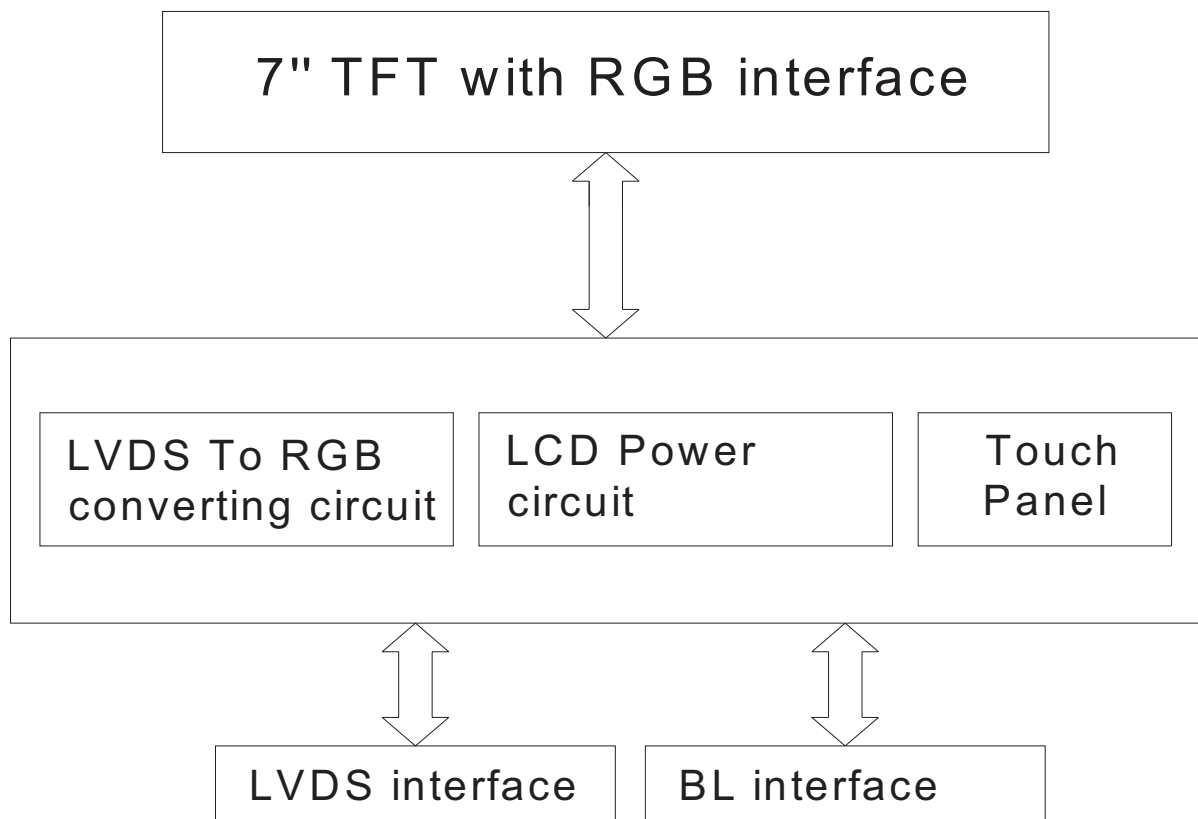 7" TFT with RGB interface
LVDS To RGB
converting circuit
LCD Power
circuit
Touch
Panel
LVDS interface
BL interface